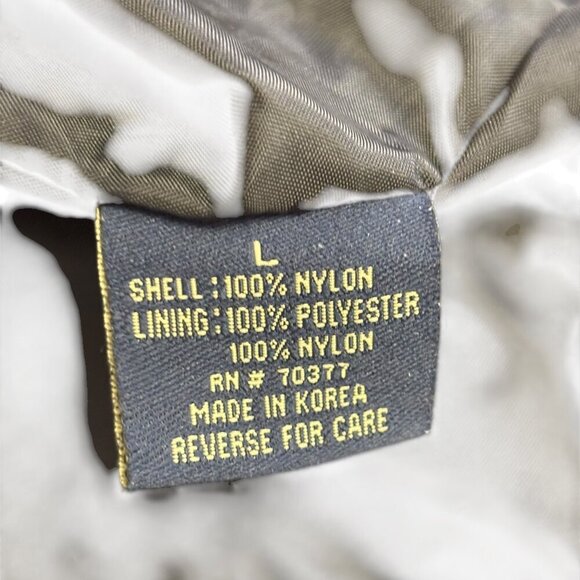 L
SHELL:100% NYLON
LINING:100% POLYESTER
100% NYLON
RN # 70377
MADE IN KOREA
REVERSE FOR CARE